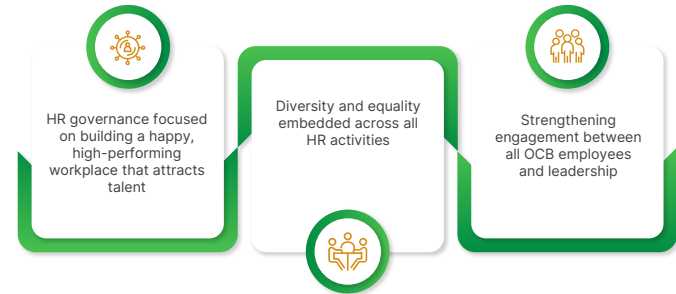 HR governance focused
on building a happy,
high-performing
workplace that attracts
talent
Diversity and equality
embedded across all
HR activities
Strengthening
engagement between
all OCB employees
and leadership